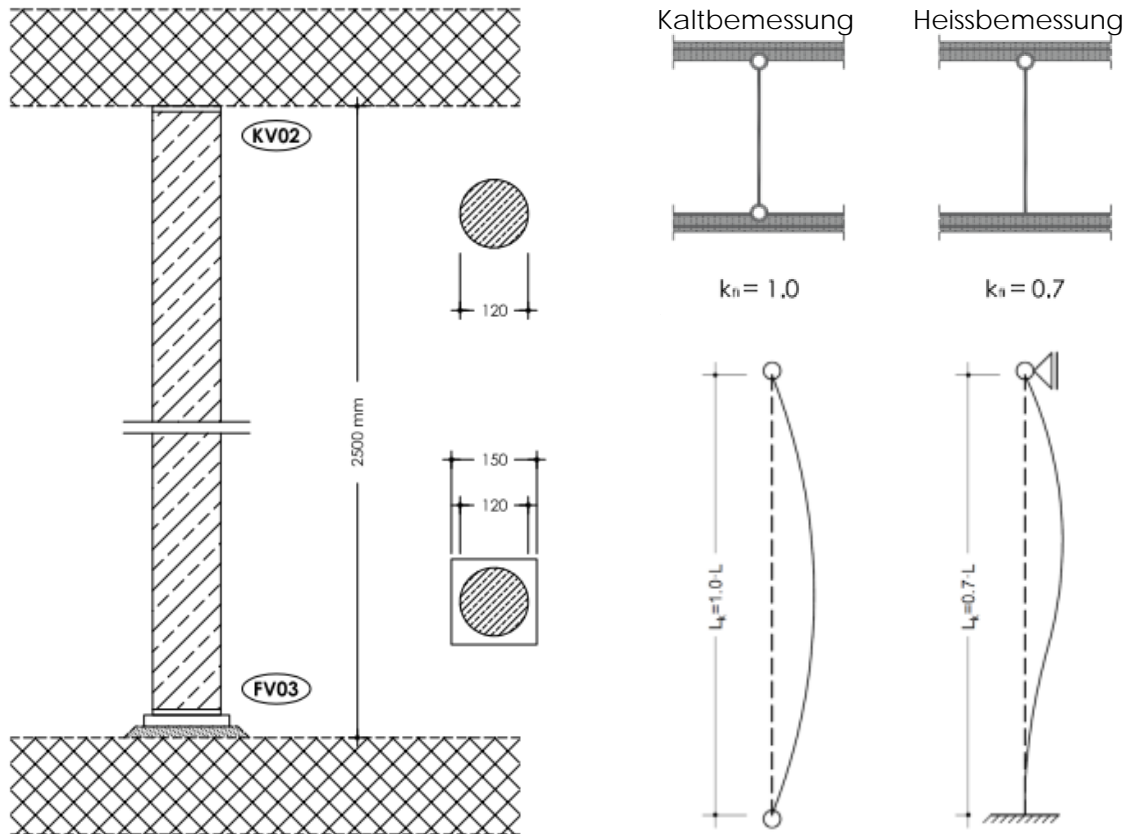 Kaltbemessung
Heissbemessung
KV02
120
kfi = 1.0
kfi = 0.7
2500 mm
150
120
Lk=1.0·L
Lk=0.7·L
FV03